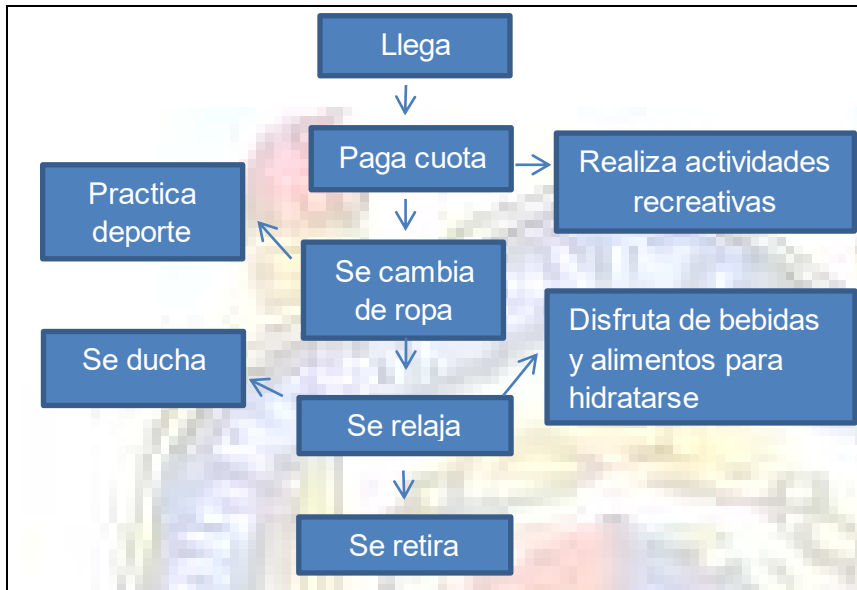 Llega
Paga cuota
Realiza actividades
recreativas
Practica
deporte
Se cambia
de ropa
Disfruta de bebidas
y alimentos para
hidratarse
Se ducha
Se relaja
Se retira